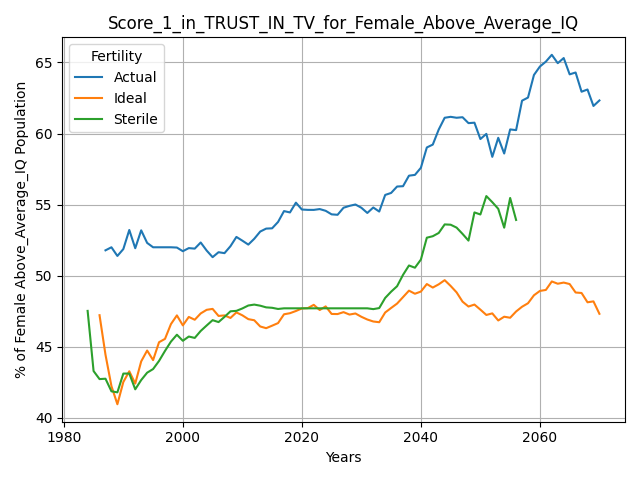 Score_1_in_TRUST_IN_TV_for_Female_Above_Average_IQ
% of Female Above_Average_IQ Population
65
60
55
50
45
40
Fertility
Actual
Ideal
Sterile
1980
2000
2020
2040
2060
Years